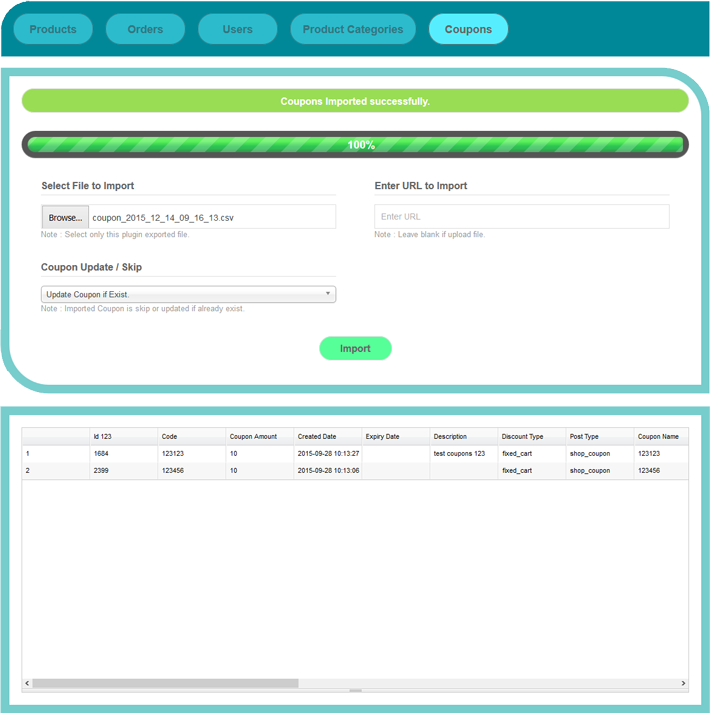 Products Orders Users Product Categories Coupons
Coupons Imported successfully.
100%
Select File to Import Enter URL to Import
Browse... coupon_2015_12_14_09_16_13.csv Enter URL
Note : Select only this plugin exported file. Note : Leave blank if upload file.
Coupon Update / Skip
Update Coupon if Exist.
Note : Imported Coupon is skip or updated if already exist.
Import
Id 123 Code Coupon Amount Created Date Expiry Date Description Discount Type Post Type Coupon Name
1 1684 123123 10 2015-09-28 10:13:27 test coupons 123 fixed_cart shop_coupon 123123
2 2399 123456 10 2015-09-28 10:13:06 fixed_cart shop_coupon 123456